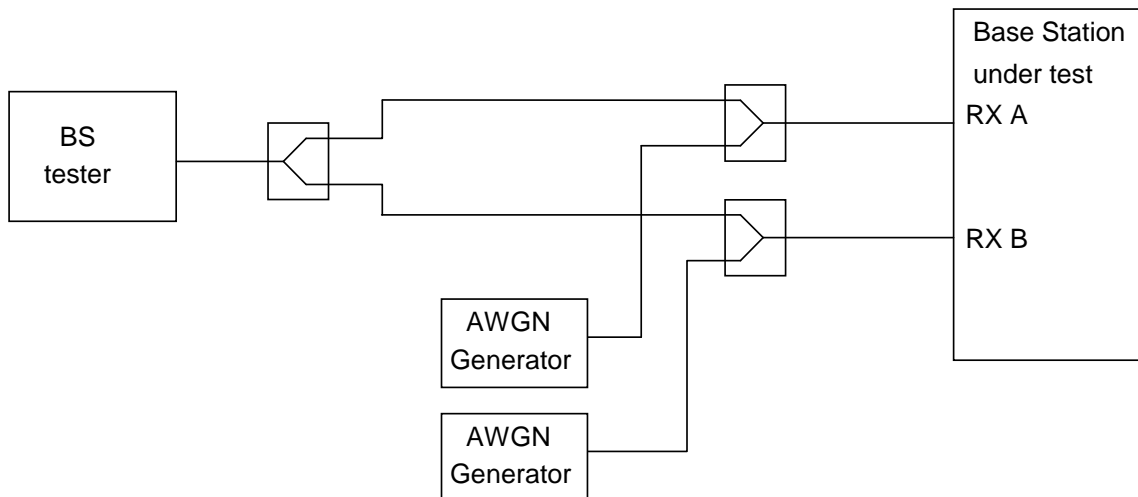 BS
tester
Base Station
under test
RX A
RX B
AWGN
Generator
AWGN
Generator